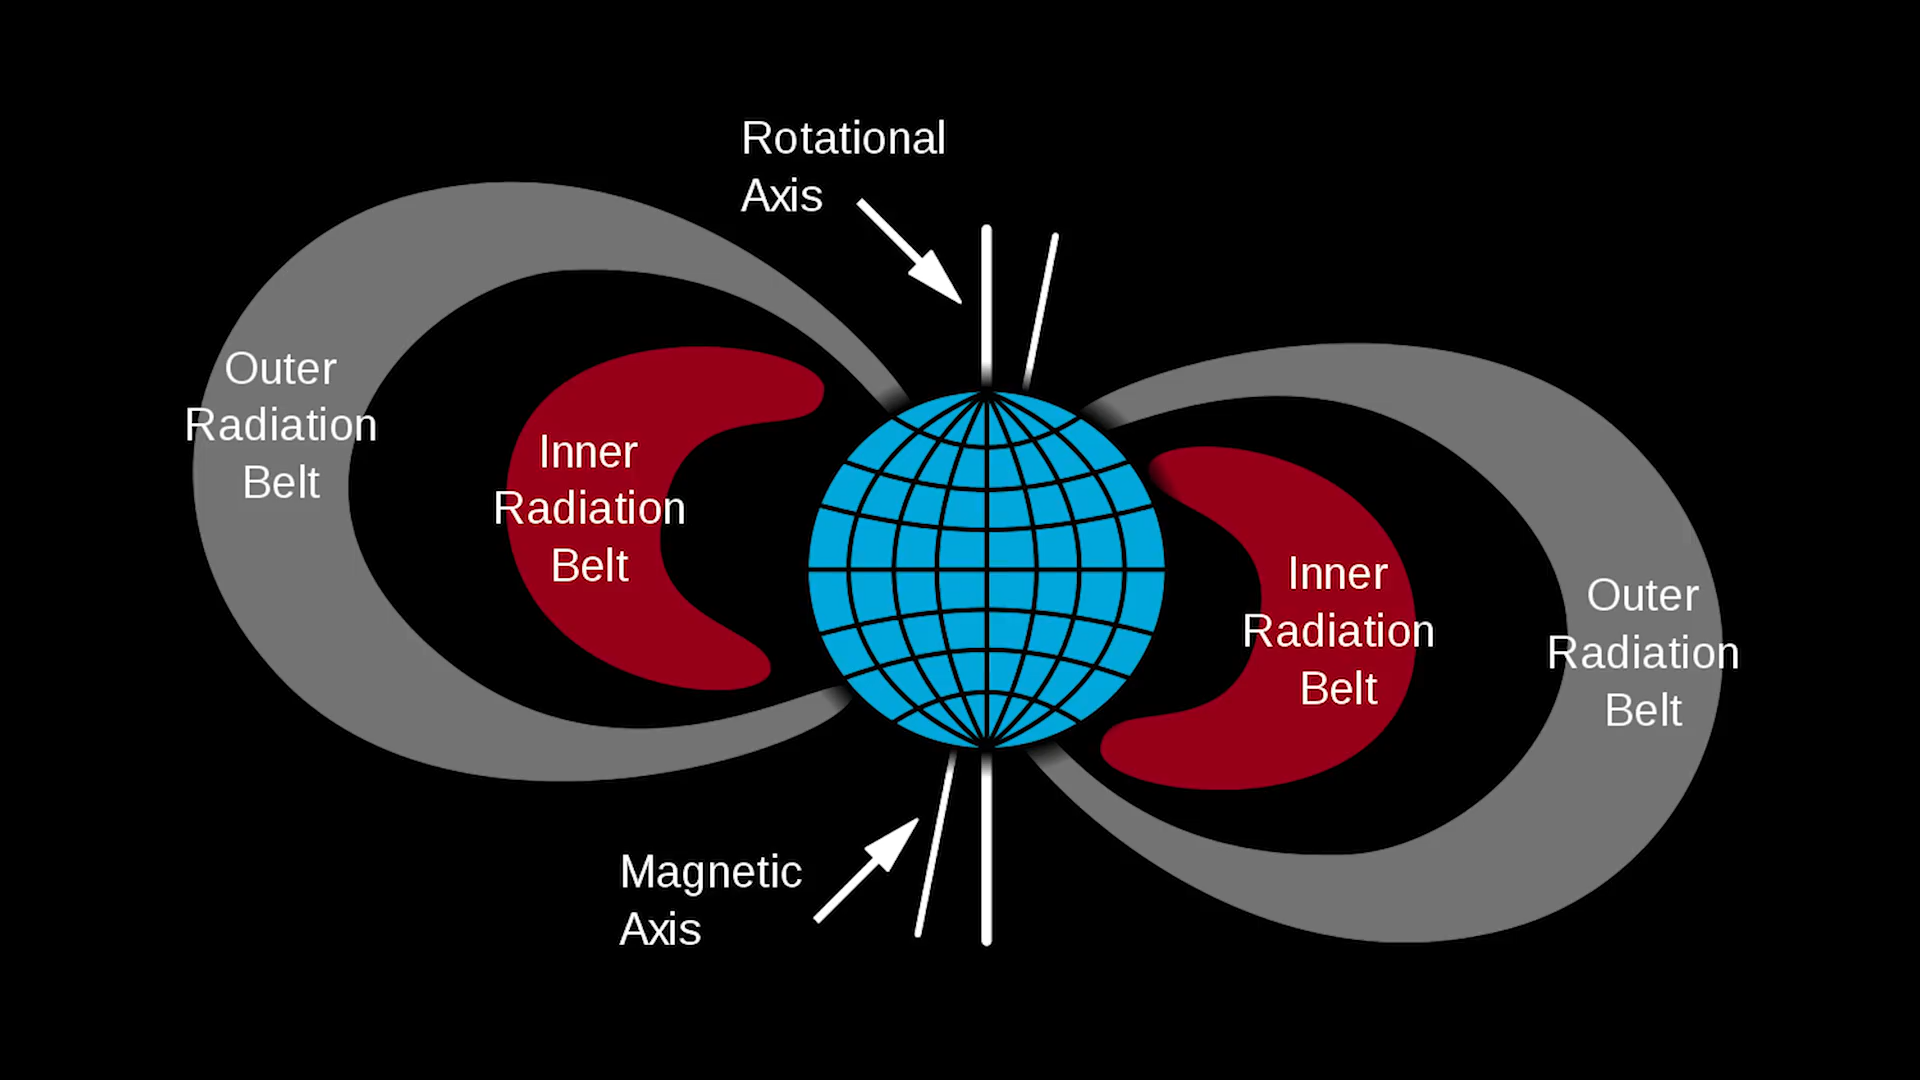 Rotational
Axis
Outer
Radiation
Belt
Inner
Radiation
Belt
Inner
Radiation
Belt
Outer
Radiation
Belt
Magnetic
Axis